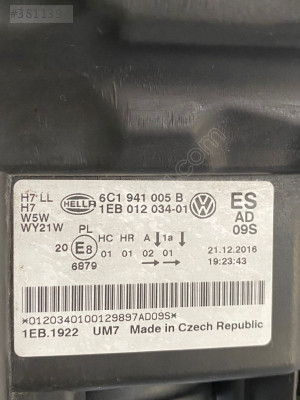 #381139
H7 LL
H7
W5W
WY21W
HELLA
6C1 941 005 B
1EB 012 034-01
ES
AD
09S
PL
20 E8
6879
HC HR A 1a
01 01 02 01
21.12.2016
19:23:43
*0120340100129897AD09S*
1EB.1922 UM7 Made in Czech Republic